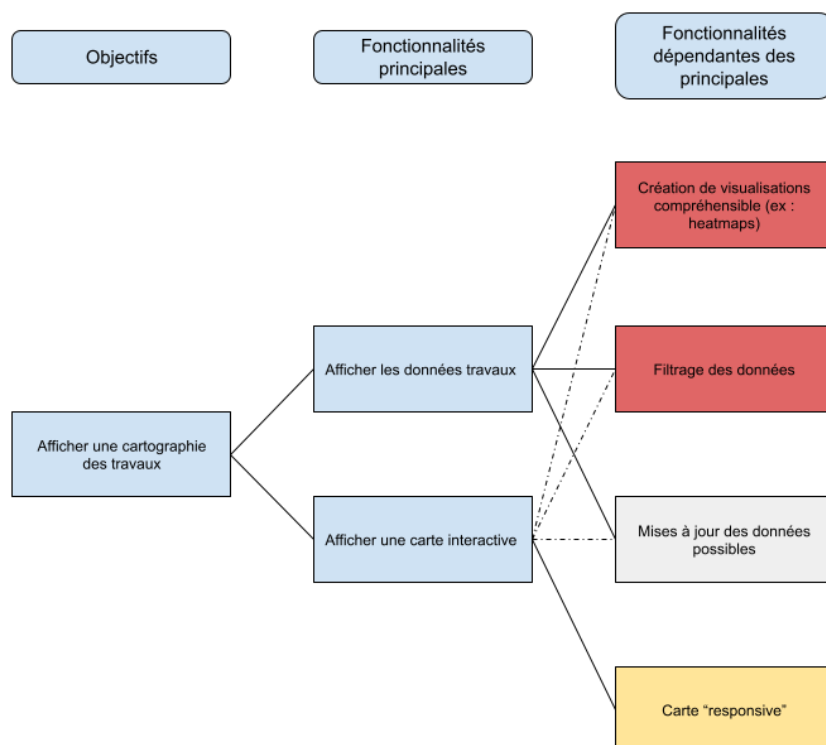 Objectifs
Fonctionnalités
principales
Fonctionnalités
dépendantes des
principales
Création de visualisations
compréhensible (ex :
heatmaps)
Afficher les données travaux
Filtrage des données
Afficher une cartographie
des travaux
Afficher une carte interactive
Mises à jour des données
possibles
Carte “responsive”